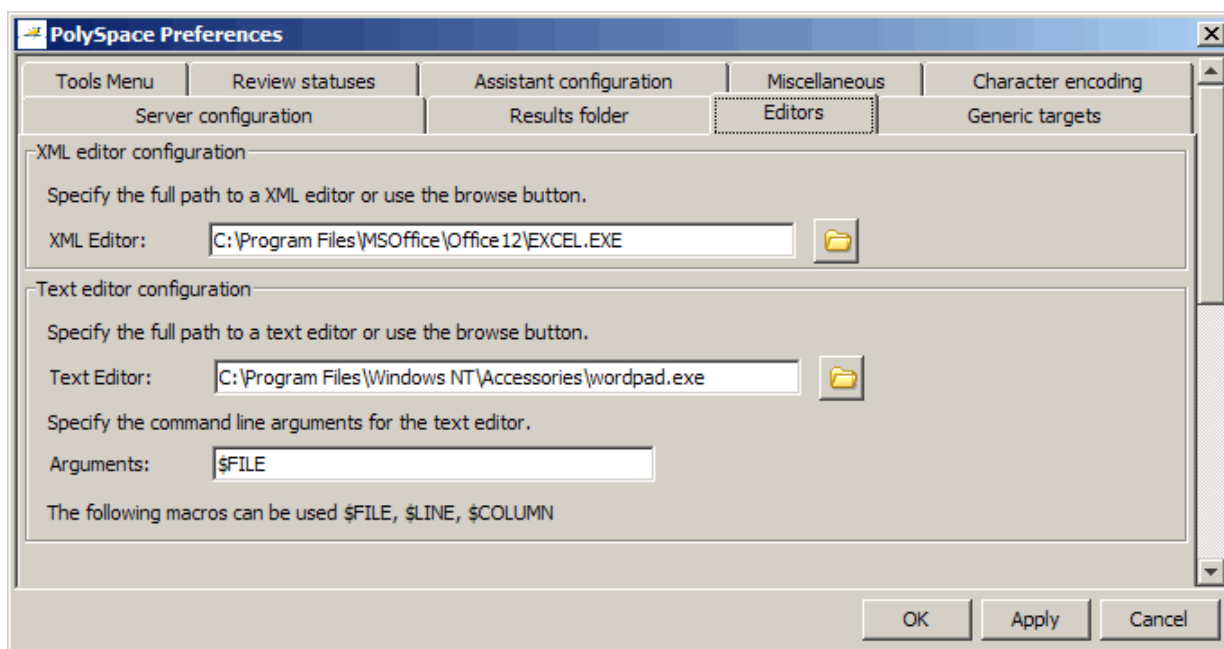 PolySpace Preferences
Tools Menu Review statuses Assistant configuration Miscellaneous Character encoding
Server configuration Results folder Editors Generic targets
XML editor configuration
Specify the full path to a XML editor or use the browse button.
XML Editor: C:\Program Files\MSOffice\Office12\EXCEL.EXE
Text editor configuration
Specify the full path to a text editor or use the browse button.
Text Editor: C:\Program Files\Windows NT\Accessories\wordpad.exe
Specify the command line arguments for the text editor.
Arguments: $FILE
The following macros can be used $FILE, $LINE, $COLUMN
OK Apply Cancel